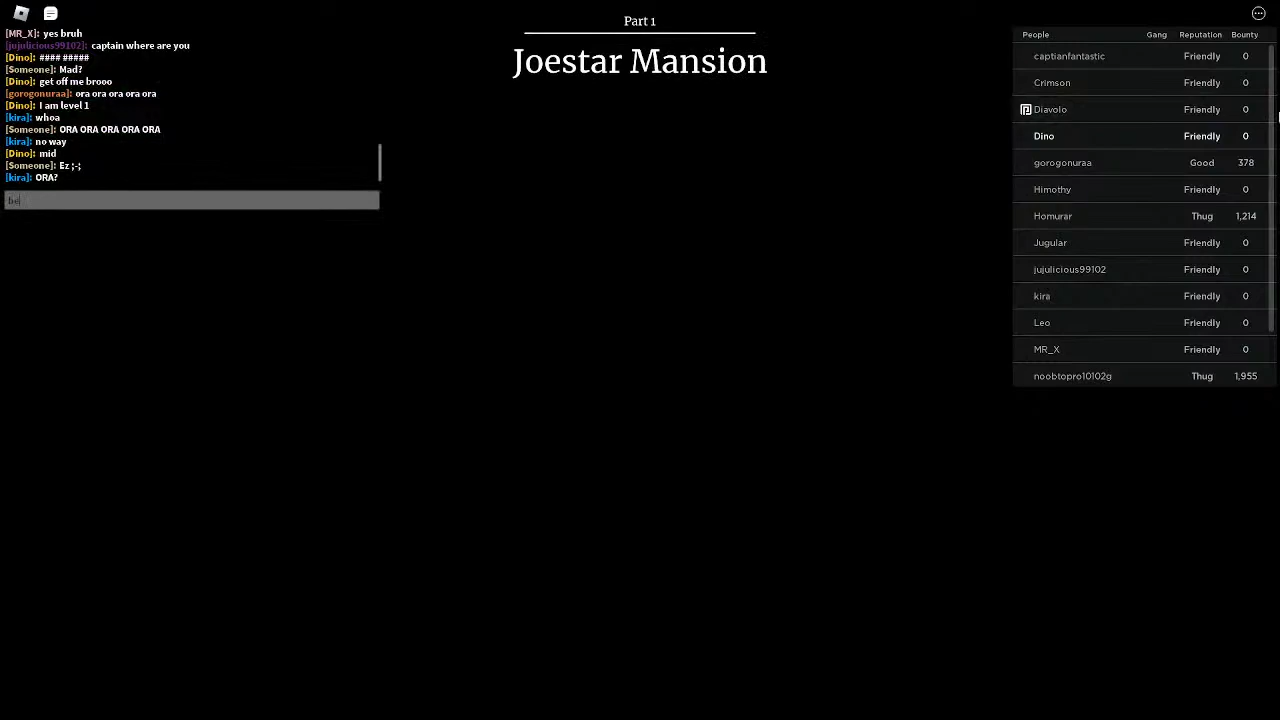 [MR_X]: yes bruh
[jujulicious99102]: captain where are you
[Dino]: #### #####
[Someone]: Mad?
[Dino]: get off me brooo
[gorogonuraa]: ora ora ora ora ora
[Dino]: I am level 1
[kira]: whoa
[Someone]: ORA ORA ORA ORA ORA
[kira]: no way
[Dino]: mid
[Someone]: Ez ;-;
[kira]: ORA?
be
Part 1
Joestar Mansion
People Gang Reputation Bounty
captianfantastic Friendly 0
Crimson Friendly 0
Diavolo Friendly 0
Dino Friendly 0
gorogonuraa Good 378
Himothy Friendly 0
Homurar Thug 1,214
Jugular Friendly 0
jujulicious99102 Friendly 0
kira Friendly 0
Leo Friendly 0
MR_X Friendly 0
noobtopro10102g Thug 1,955